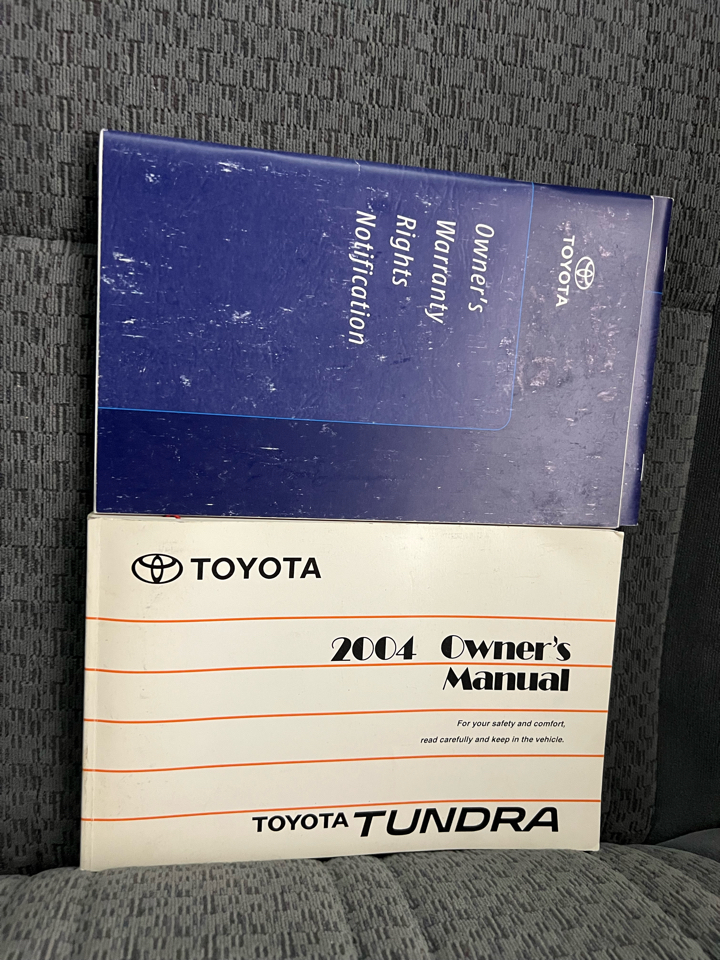 TOYOTA
Owner's
Warranty
Rights
Notification
TOYOTA
2004 Owner's
Manual
For your safety and comfort,
read carefully and keep in the vehicle.
TOYOTA TUNDRA